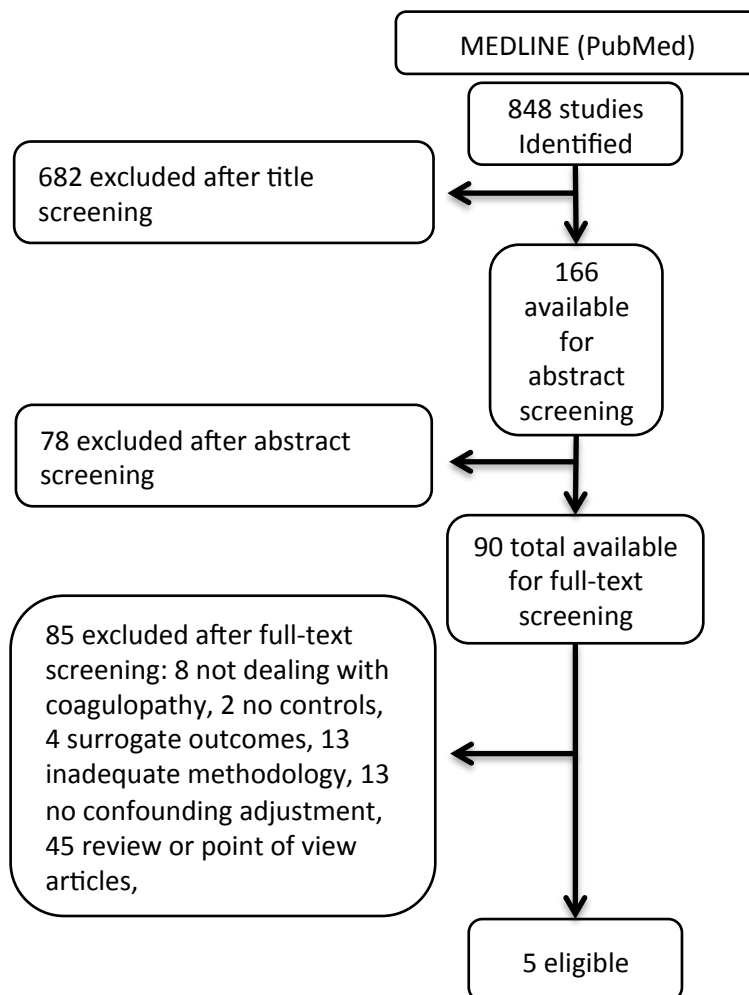 MEDLINE (PubMed)
848 studies
Identified
682 excluded after title
screening
166
available
for
abstract
screening
78 excluded after abstract
screening
90 total available
for full-text
screening
85 excluded after full-text
screening: 8 not dealing with
coagulopathy, 2 no controls,
4 surrogate outcomes, 13
inadequate methodology, 13
no confounding adjustment,
45 review or point of view
articles,
5 eligible